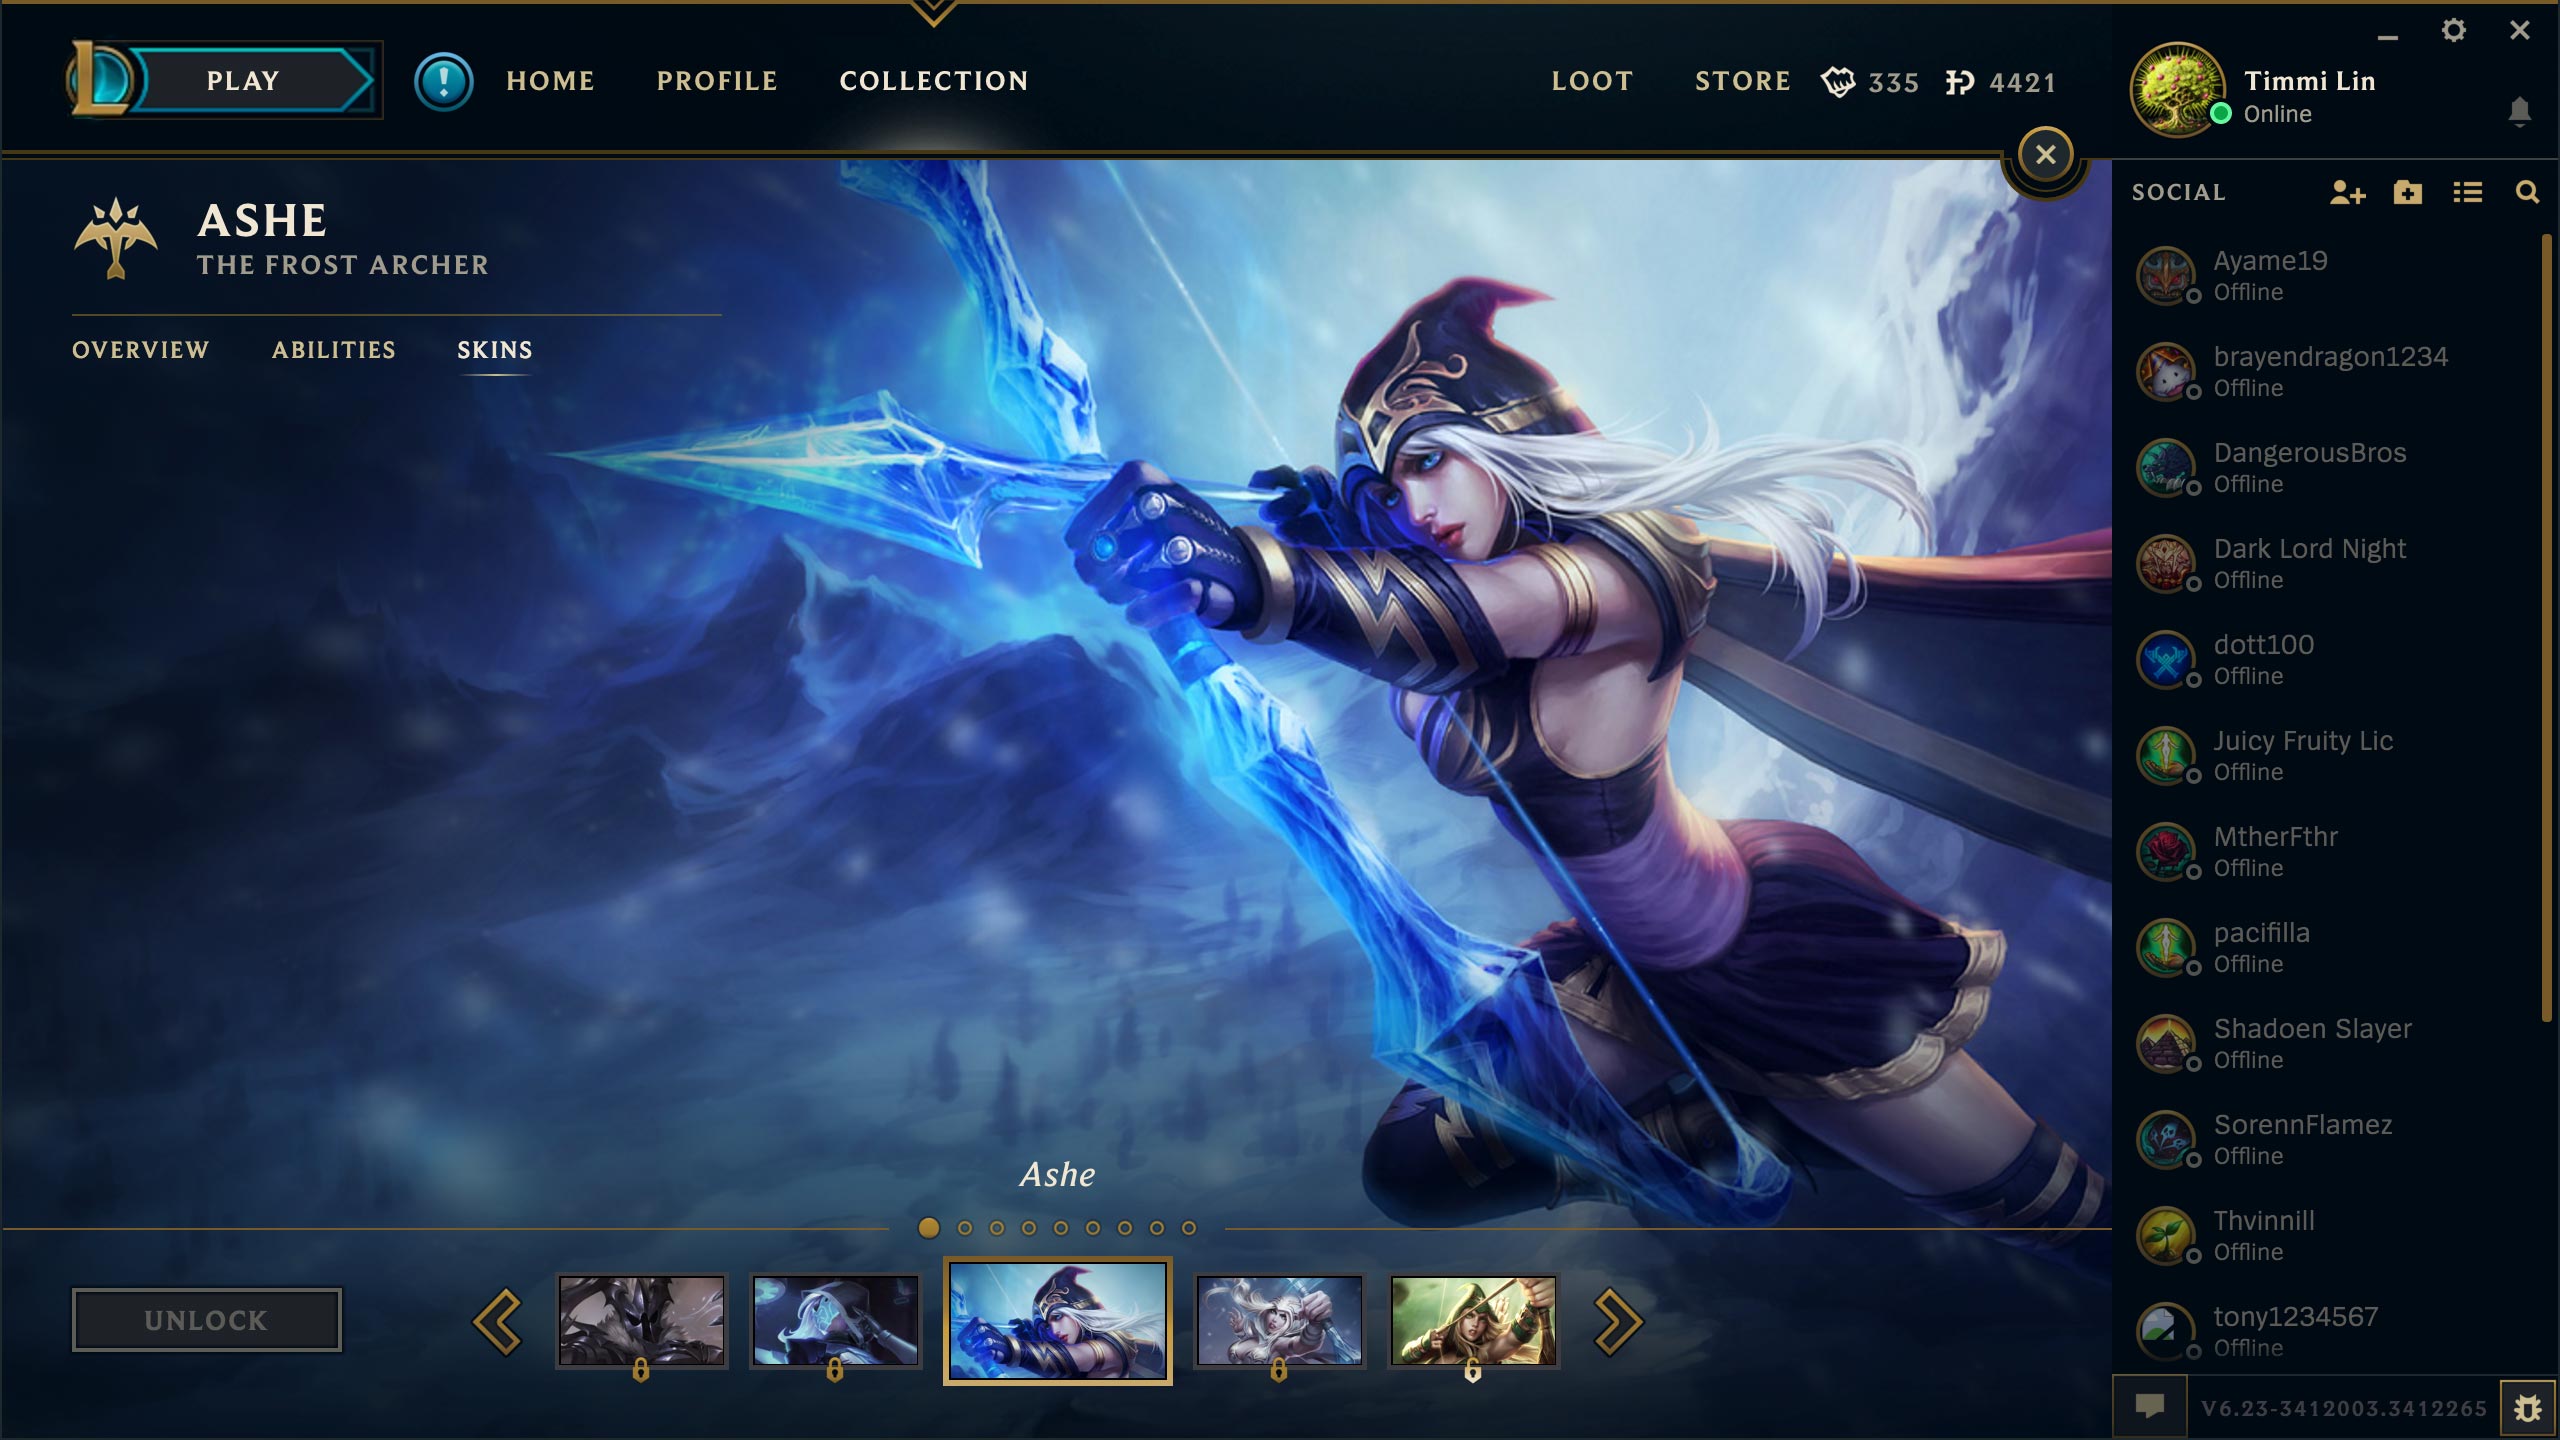 PLAY
HOME
PROFILE
COLLECTION
LOOT
STORE
335
4421
Timmi Lin
Online
ASHE
THE FROST ARCHER
OVERVIEW
ABILITIES
SKINS
SOCIAL
Ayame19
Offline
brayendragon1234
Offline
DangerousBros
Offline
Dark Lord Night
Offline
dott100
Offline
Juicy Fruity Lic
Offline
MtherFthr
Offline
pacifilla
Offline
Shadoen Slayer
Offline
SorennFlamez
Offline
Thvinnill
Offline
tony1234567
Offline
Ashe
UNLOCK
V6.23-3412003.3412265